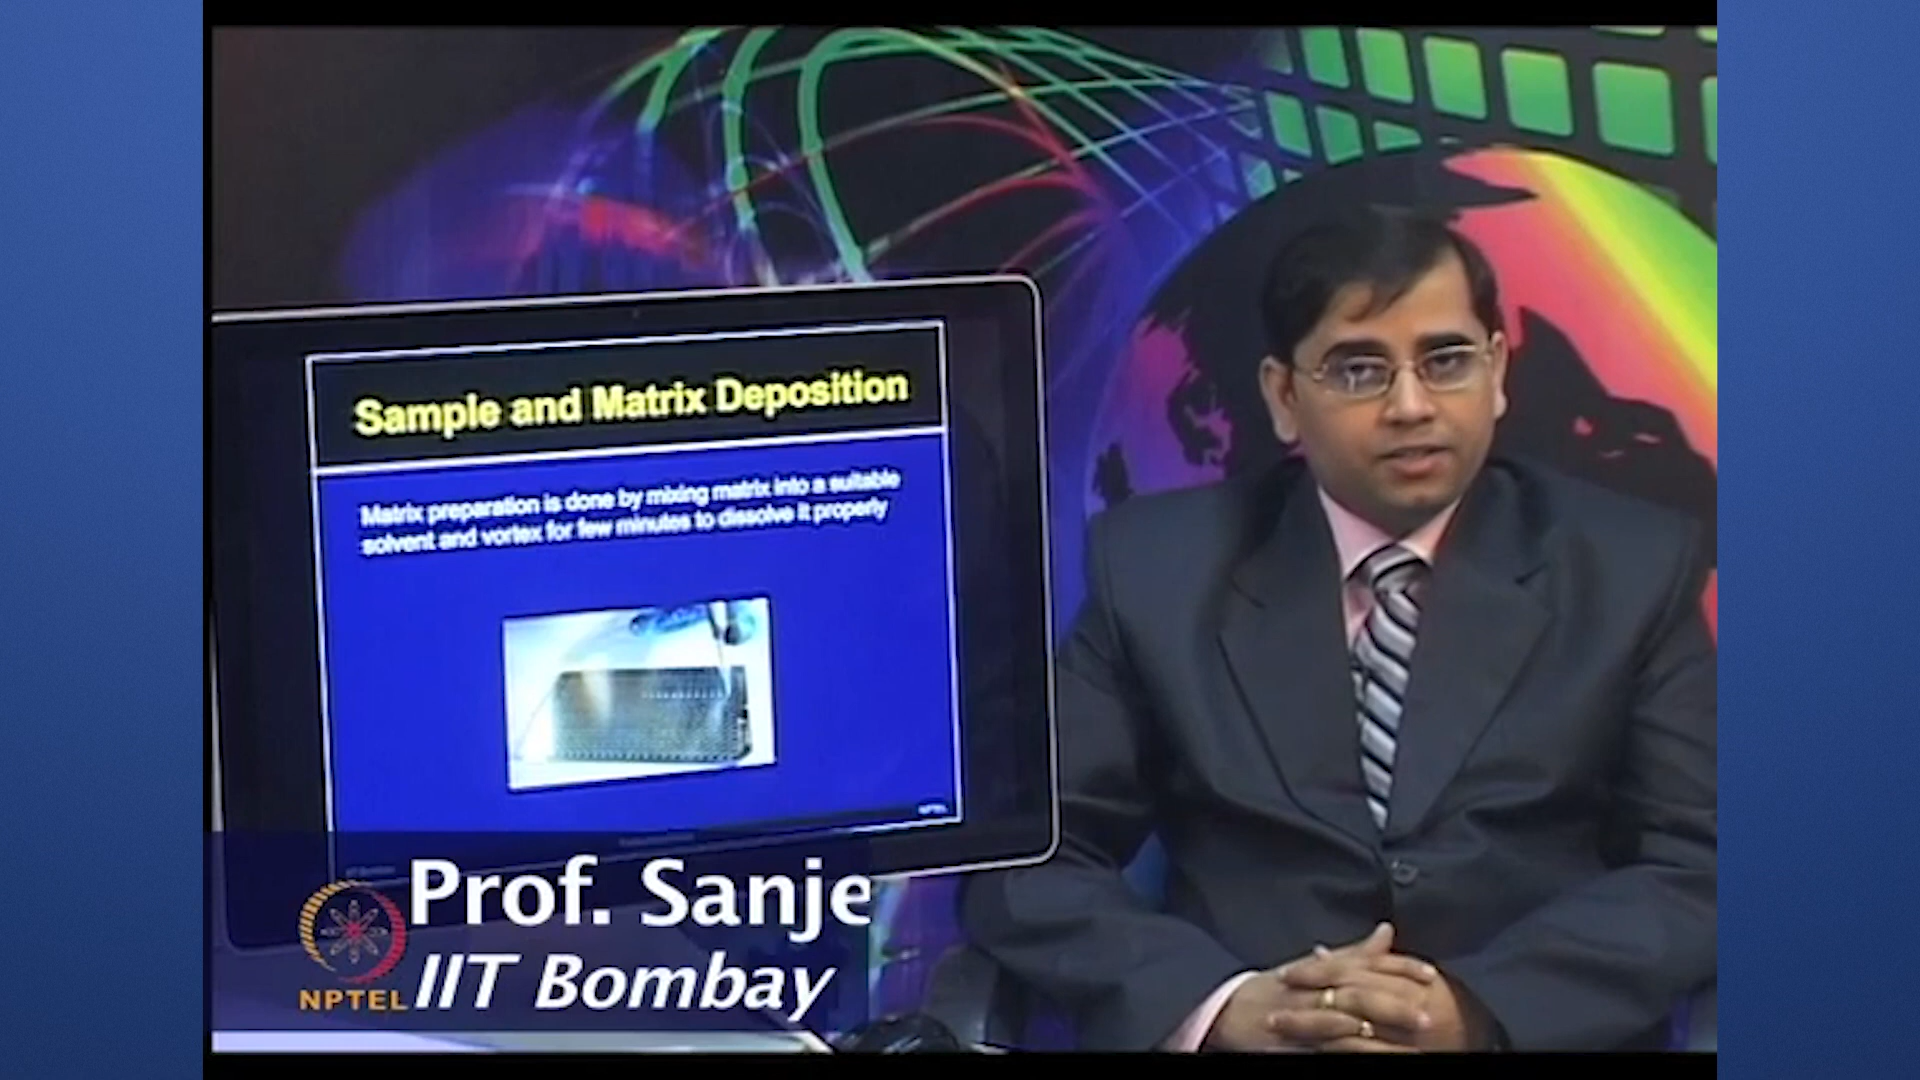 Sample and Matrix Deposition
Matrix preparation is done by mixing matrix into a suitable
solvent and vortex for few minutes to dissolve it properly
NPTEL
Prof. Sanje
IIT Bombay
NPTEL